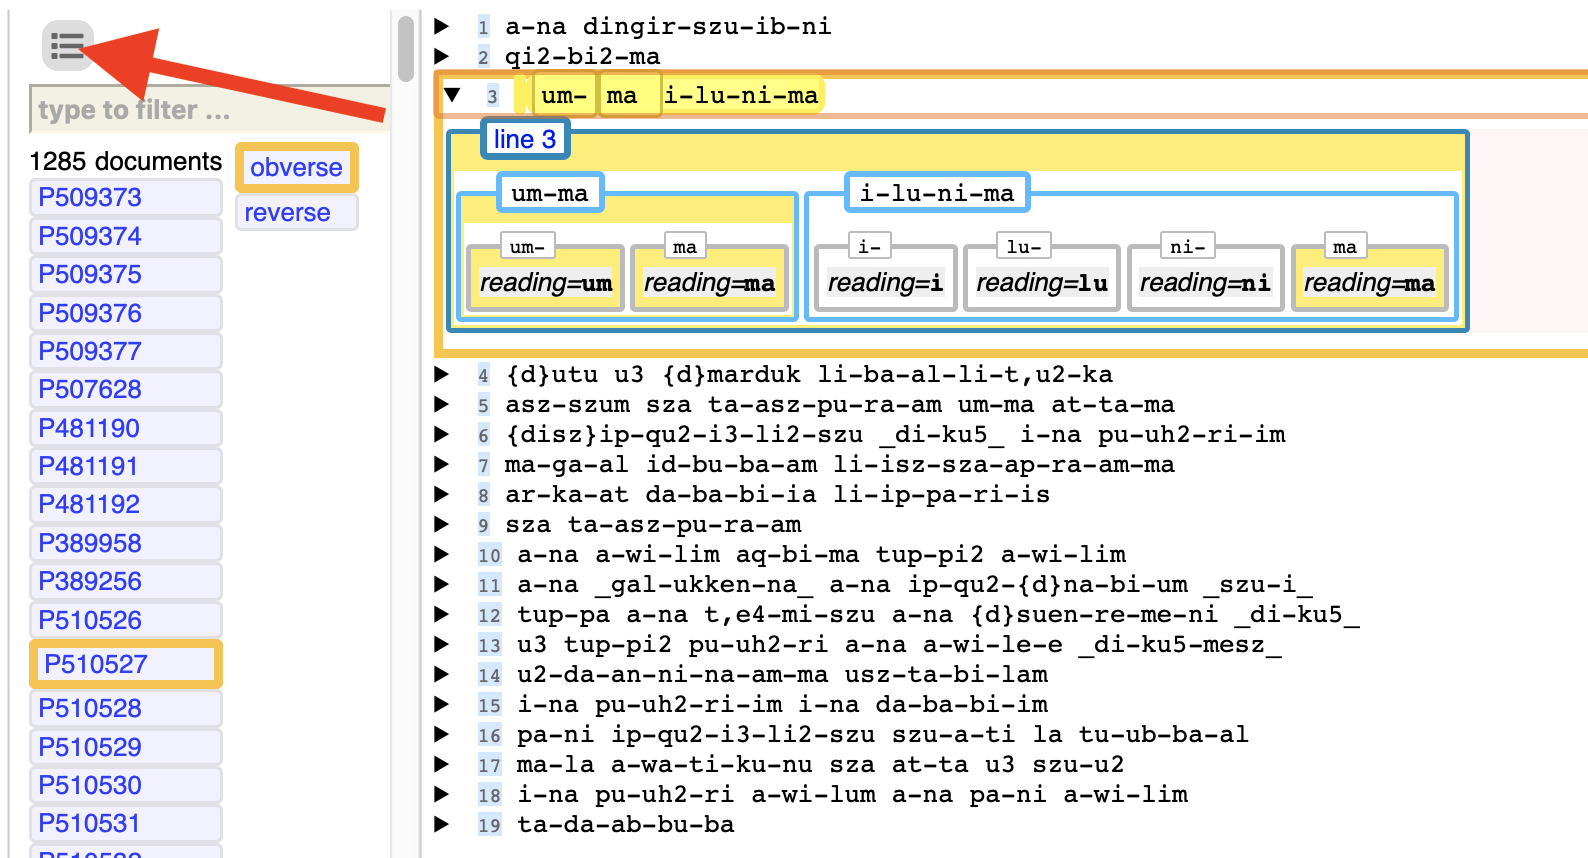 type to filter ...
1285 documents
P509373
P509374
P509375
P509376
P509377
P507628
P481190
P481191
P481192
P389958
P389256
P510526
P510527
P510528
P510529
P510530
P510531
obverse
reverse
1 a-na dingir-szu-ib-ni
2 qi2-bi2-ma
3 um- ma i-lu-ni-ma
line 3
um-ma i-lu-ni-ma
um- ma i- lu- ni- ma
reading=um reading=ma reading=i reading=lu reading=ni reading=ma
4 {d}utu u3 {d}marduk li-ba-al-li-t,u2-ka
5 asz-szum sza ta-asz-pu-ra-am um-ma at-ta-ma
6 {disz}ip-qu2-i3-li2-szu _di-ku5_ i-na pu-uh2-ri-im
7 ma-ga-al id-bu-ba-am li-isz-sza-ap-ra-am-ma
8 ar-ka-at da-ba-bi-ia li-ip-pa-ri-is
9 sza ta-asz-pu-ra-am
10 a-na a-wi-lim aq-bi-ma tup-pi2 a-wi-lim
11 a-na _gal-ukken-na_ a-na ip-qu2-{d}na-bi-um _szu-i_
12 tup-pa a-na t,e4-mi-szu a-na {d}suen-re-me-ni _di-ku5_
13 u3 tup-pi2 pu-uh2-ri a-na a-wi-le-e _di-ku5-mesz_
14 u2-da-an-ni-na-am-ma usz-ta-bi-lam
15 i-na pu-uh2-ri-im i-na da-ba-bi-im
16 pa-ni ip-qu2-i3-li2-szu szu-a-ti la tu-ub-ba-al
17 ma-la a-wa-ti-ku-nu sza at-ta u3 szu-u2
18 i-na pu-uh2-ri a-wi-lum a-na pa-ni a-wi-lim
19 ta-da-ab-bu-ba